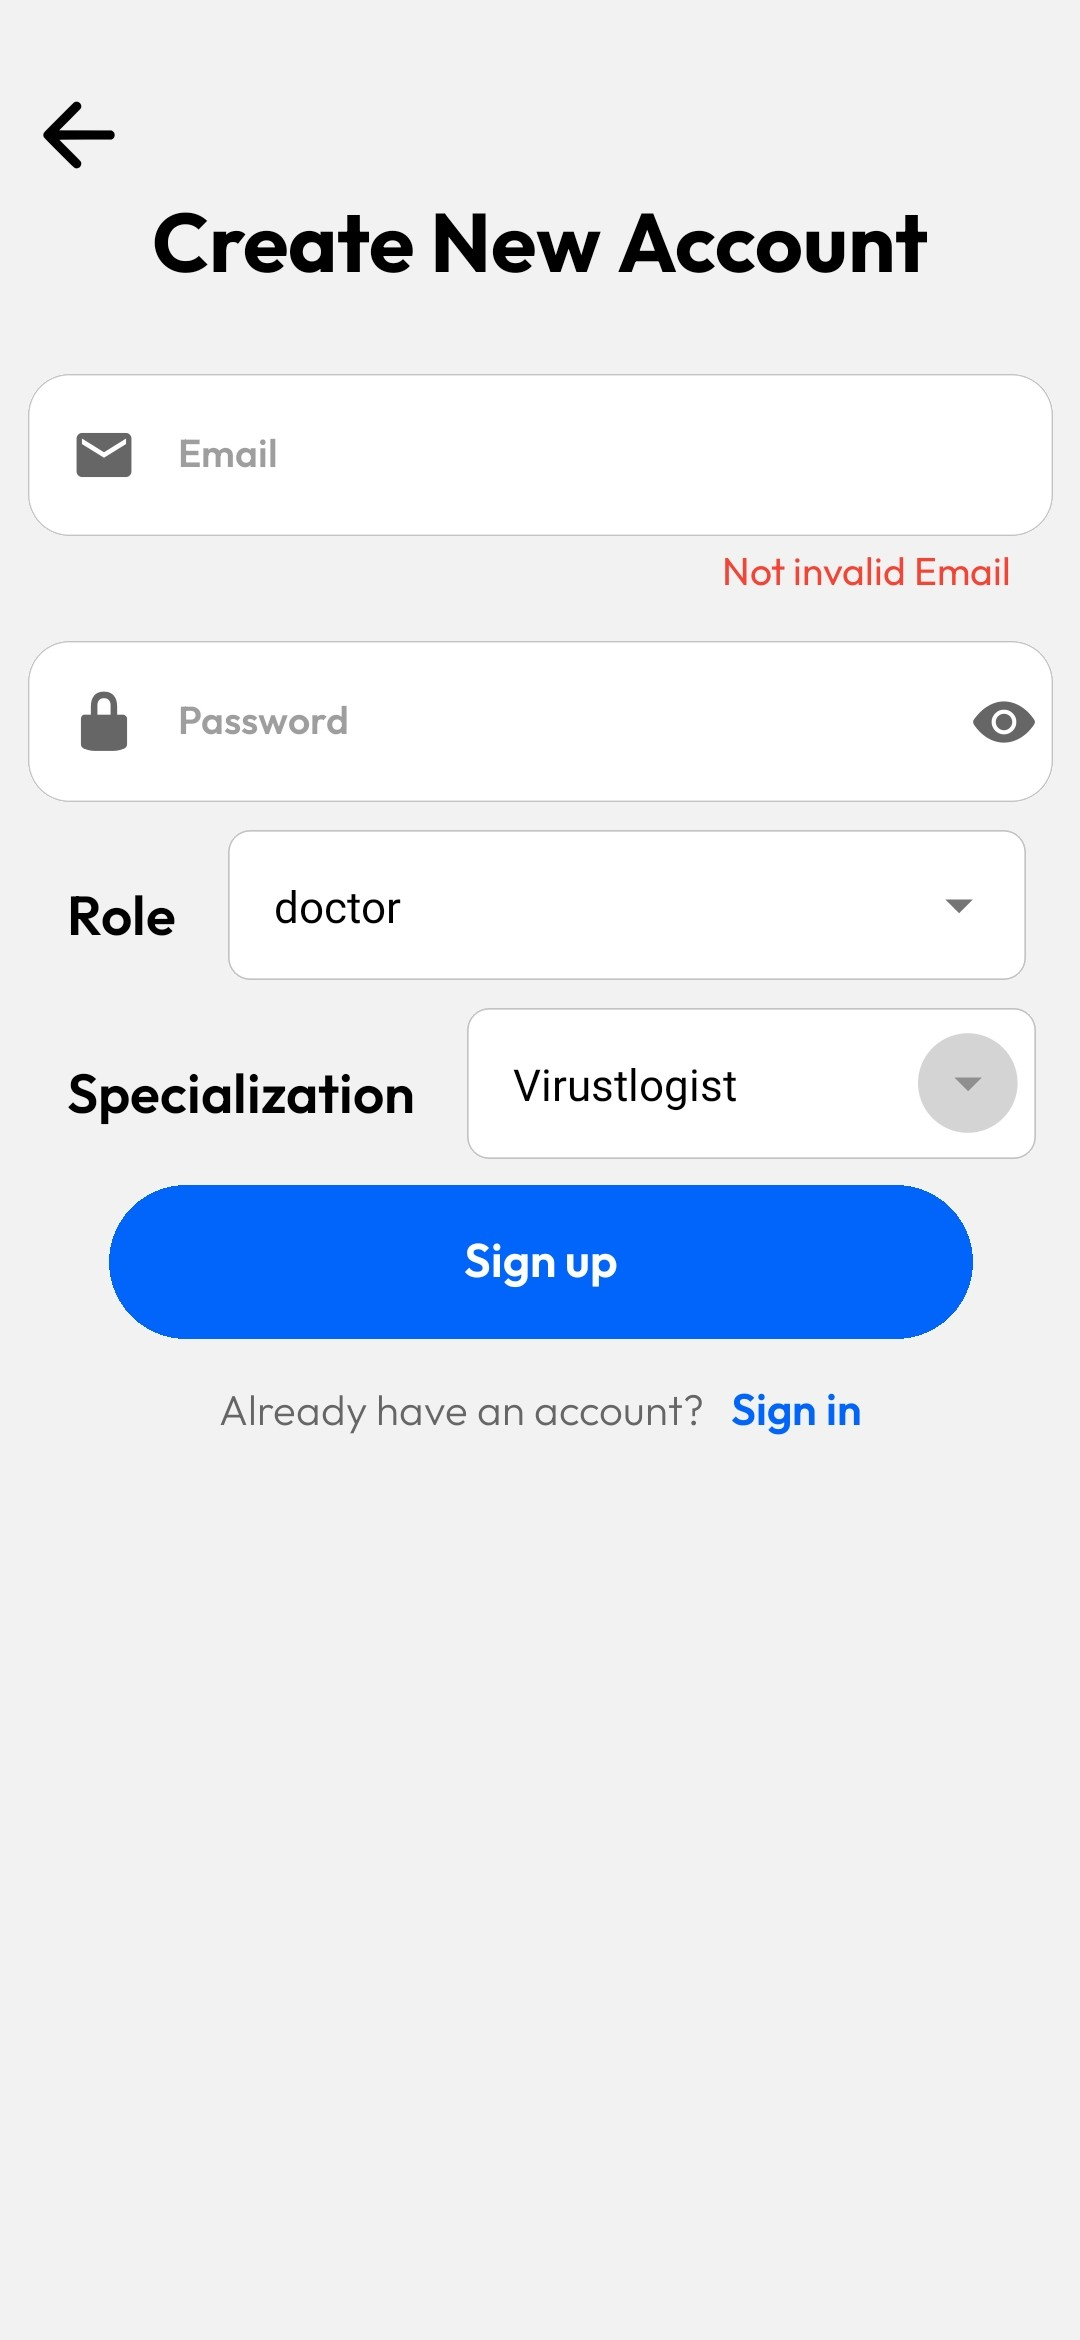 Create New Account
Email
Not invalid Email
Password
Role
doctor
Specialization
Virustlogist
Sign up
Already have an account? Sign in